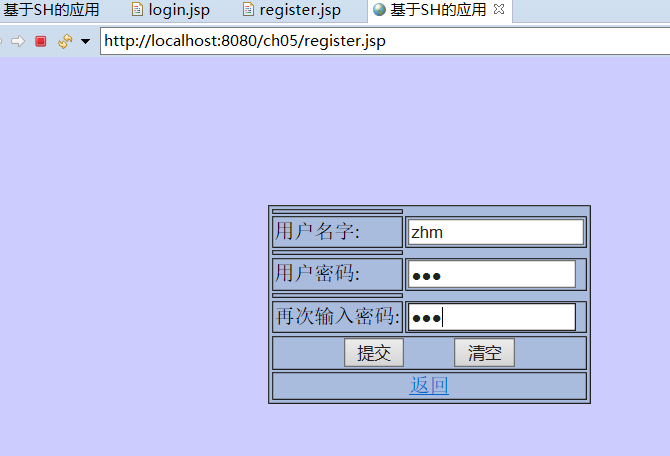 基于SH的应用 login.jsp register.jsp 基于SH的应用
http://localhost:8080/ch05/register.jsp
用户名字: zhm
用户密码: ●●●
再次输入密码: ●●●
提交 清空
返回